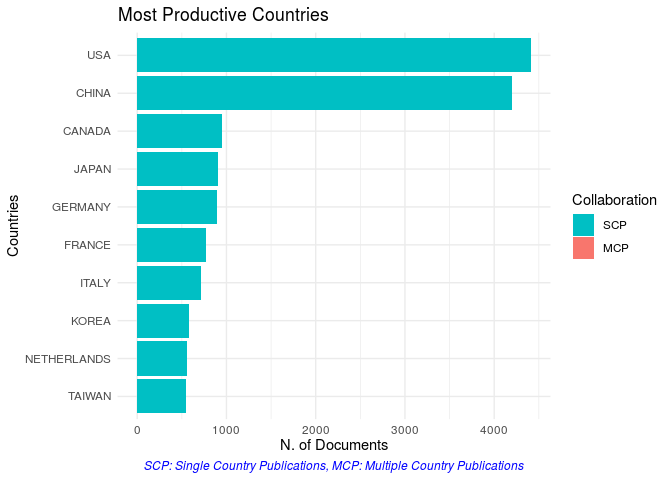 Most Productive Countries
USA
CHINA
CANADA
JAPAN
GERMANY
FRANCE
ITALY
KOREA
NETHERLANDS
TAIWAN
Countries
0 1000 2000 3000 4000
N. of Documents
SCP: Single Country Publications, MCP: Multiple Country Publications
Collaboration
SCP
MCP